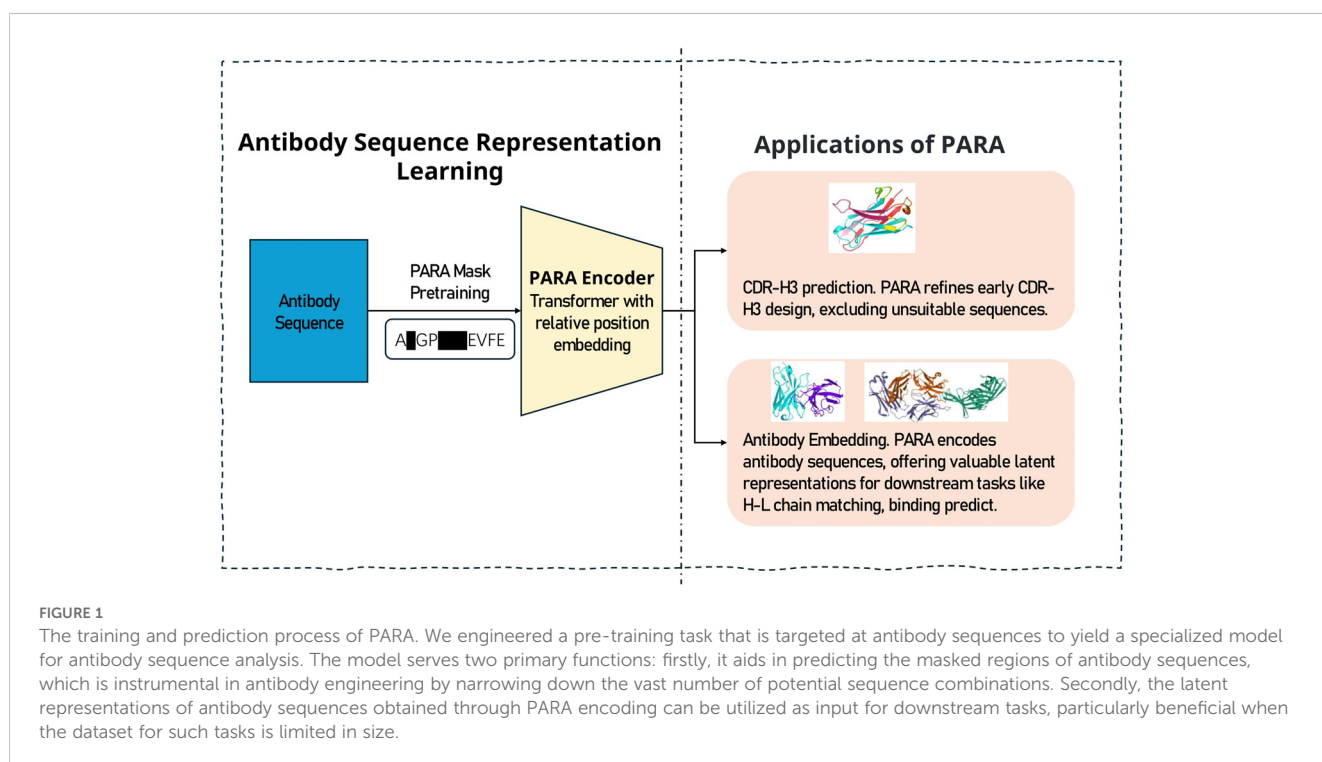 Antibody Sequence Representation
Learning
Antibody
Sequence
PARA Mask
Pretraining
A█GP███EVFE
PARA Encoder
Transformer with
relative position
embedding
Applications of PARA
CDR-H3 prediction. PARA refines early CDR-
H3 design, excluding unsuitable sequences.
Antibody Embedding. PARA encodes
antibody sequences, offering valuable latent
representations for downstream tasks like
H-L chain matching, binding predict.
FIGURE 1
The training and prediction process of PARA. We engineered a pre-training task that is targeted at antibody sequences to yield a specialized model
for antibody sequence analysis. The model serves two primary functions: firstly, it aids in predicting the masked regions of antibody sequences,
which is instrumental in antibody engineering by narrowing down the vast number of potential sequence combinations. Secondly, the latent
representations of antibody sequences obtained through PARA encoding can be utilized as input for downstream tasks, particularly beneficial when
the dataset for such tasks is limited in size.